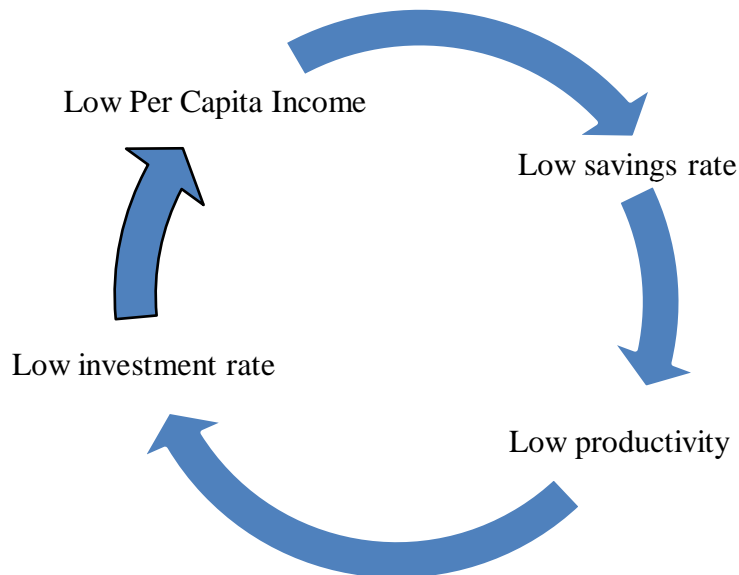 Low Per Capita Income
Low savings rate
Low investment rate
Low productivity